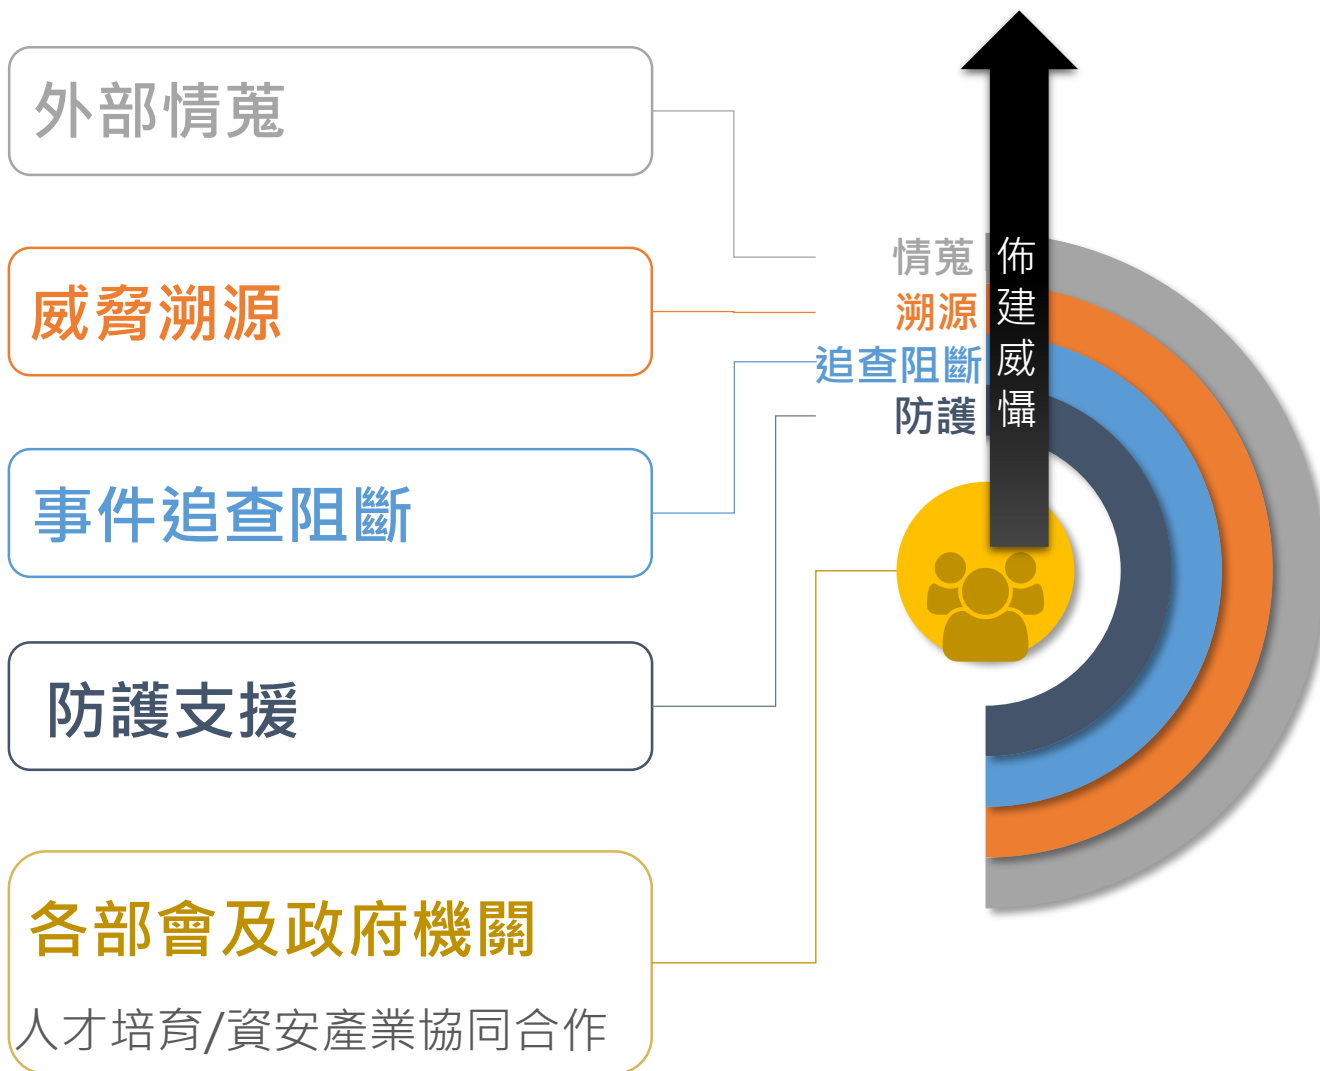 外部情蒐
威脅溯源
事件追查阻斷
防護支援
各部會及政府機關
人才培育/資安產業協同合作
情蒐
溯源
追查阻斷
防護
佈建威懾